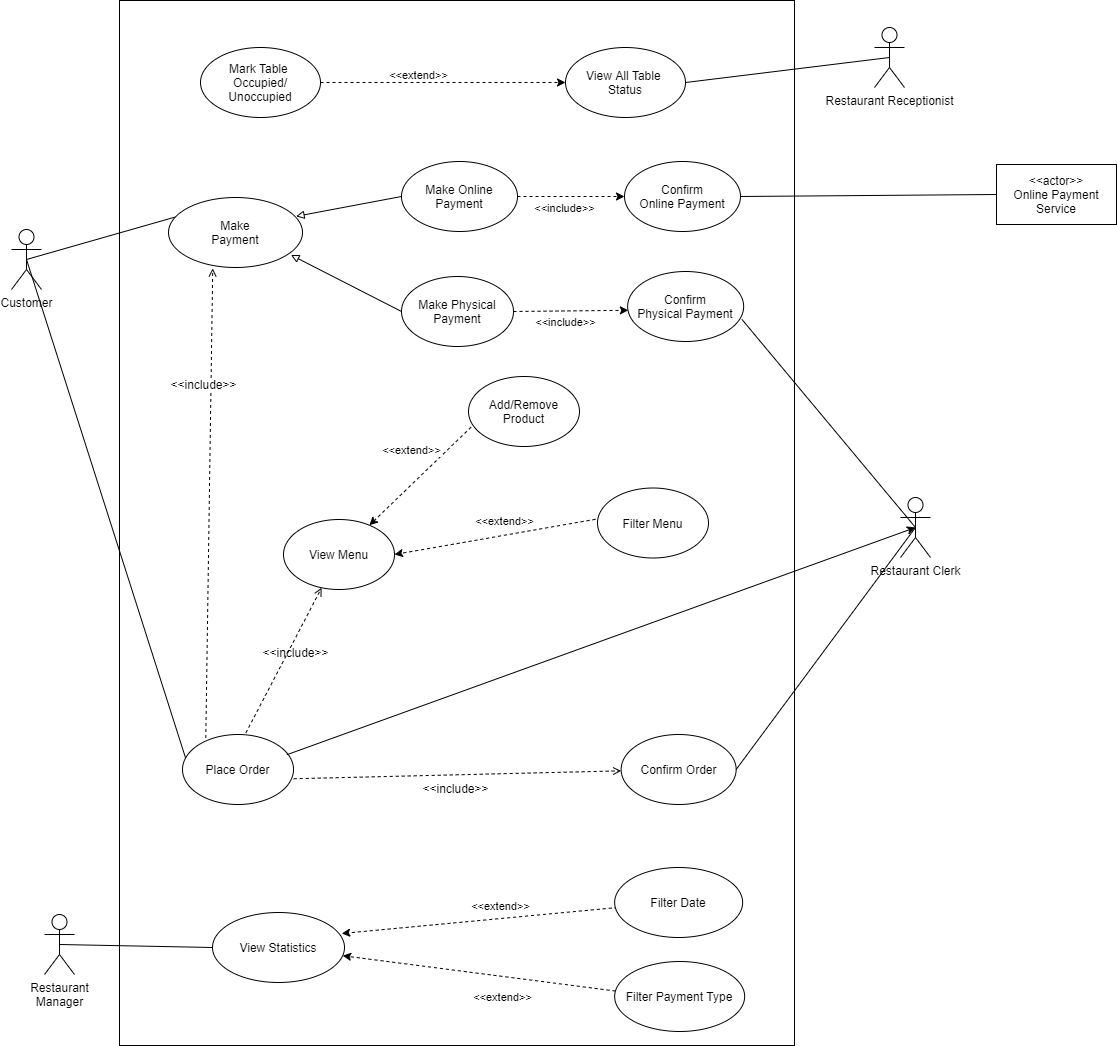 Mark Table
Occupied/
Unoccupied
<<extend>>
View All Table
Status
Restaurant Receptionist
Make Online
Payment
<<include>>
Confirm
Online Payment
<<actor>>
Online Payment
Service
Make
Payment
Customer
Make Physical
Payment
<<include>>
Confirm
Physical Payment
<<include>>
Add/Remove
Product
<<extend>>
<<extend>>
Filter Menu
View Menu
Restaurant Clerk
<<include>>
Place Order
<<include>>
Confirm Order
<<extend>>
Filter Date
View Statistics
Restaurant
Manager
<<extend>>
Filter Payment Type